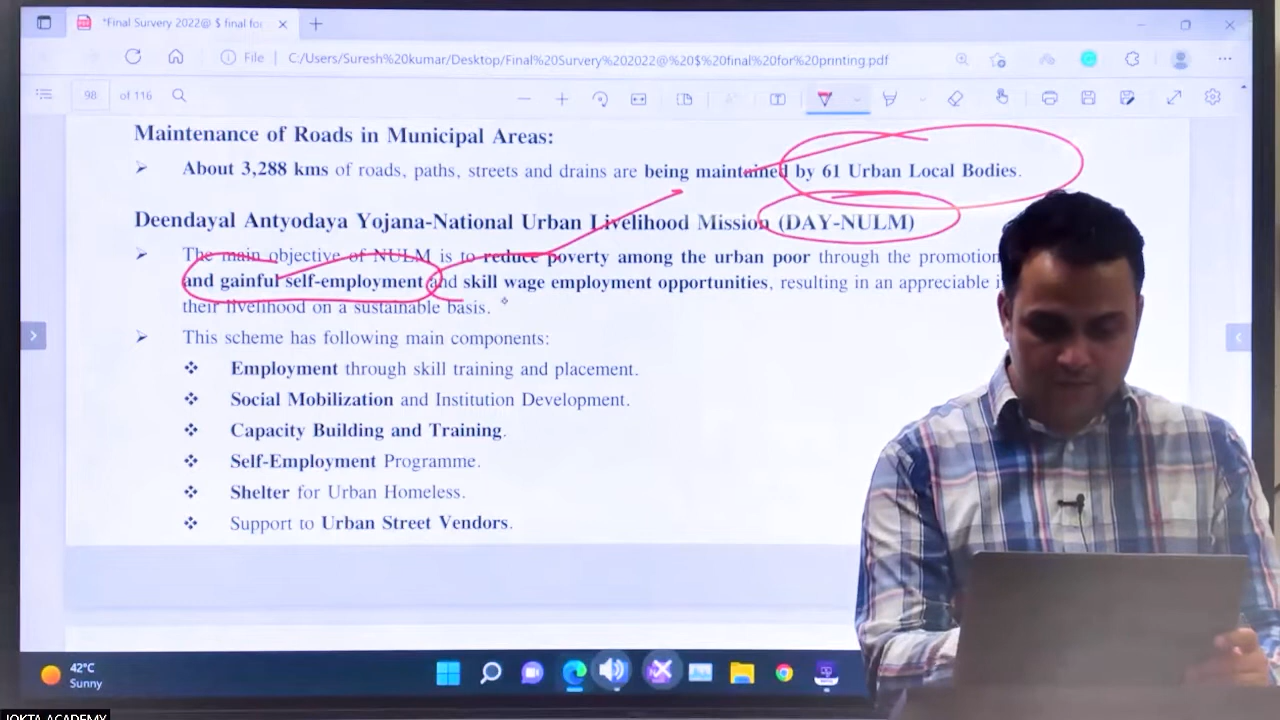 *Final Survery 2022@ $ final for
File
C:/Users/Suresh%20kumar/Desktop/Final%20Survery%202022@%20$%20final%20for%20printing.pdf
98 of 116
Maintenance of Roads in Municipal Areas:
➤ About 3,288 kms of roads, paths, streets and drains are being maintained by 61 Urban Local Bodies.
Deendayal Antyodaya Yojana-National Urban Livelihood Mission (DAY-NULM)
➤ The main objective of NULM is to reduce poverty among the urban poor through the promotion
and gainful self-employment and skill wage employment opportunities, resulting in an appreciable
their livelihood on a sustainable basis.
➤ This scheme has following main components:
❖ Employment through skill training and placement.
❖ Social Mobilization and Institution Development.
❖ Capacity Building and Training.
❖ Self-Employment Programme.
❖ Shelter for Urban Homeless.
❖ Support to Urban Street Vendors.
42°C
Sunny
JOKTA ACADEMY